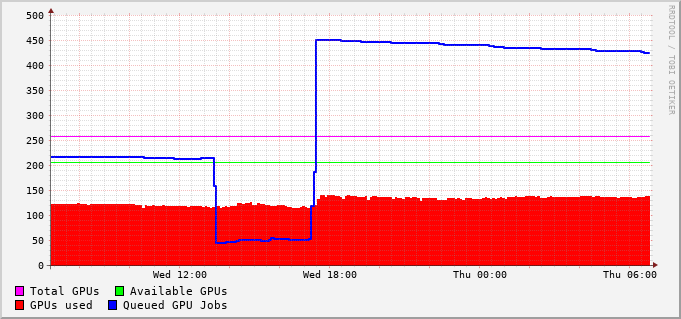 500
450
400
350
300
250
200
150
100
50
0
Wed 12:00 Wed 18:00 Thu 00:00 Thu 06:00
Total GPUs Available GPUs
GPUs used Queued GPU Jobs
RRDTOOL / TOBI OETIKER